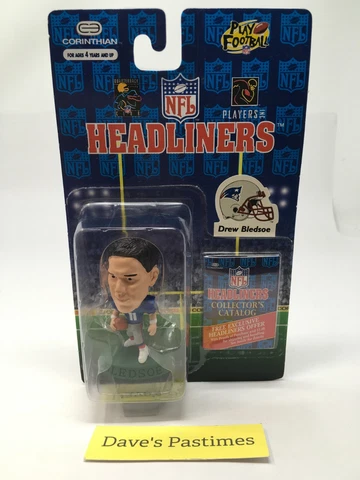 CORINTHIAN
FOR AGES 4 YEARS AND UP
PLAY
FOOTBALL
NFL
PLAYERS
HEADLINERS
Drew Bledsoe
NFL
HEADLINERS
COLLECTOR'S
CATALOG
FREE EXCLUSIVE
HEADLINERS OFFER
BLEDSOE
Dave's Pastimes